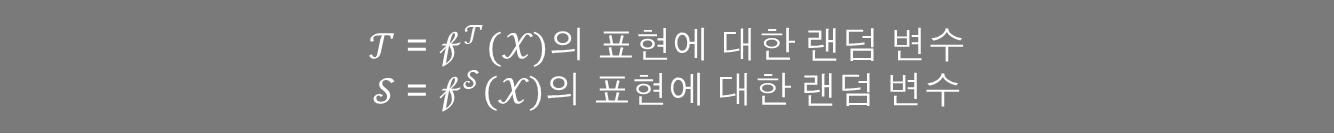 𝒯 = 𝒻^𝒯(𝒳)의 표현에 대한 랜덤 변수
𝒮 = 𝒻^𝒮(𝒳)의 표현에 대한 랜덤 변수